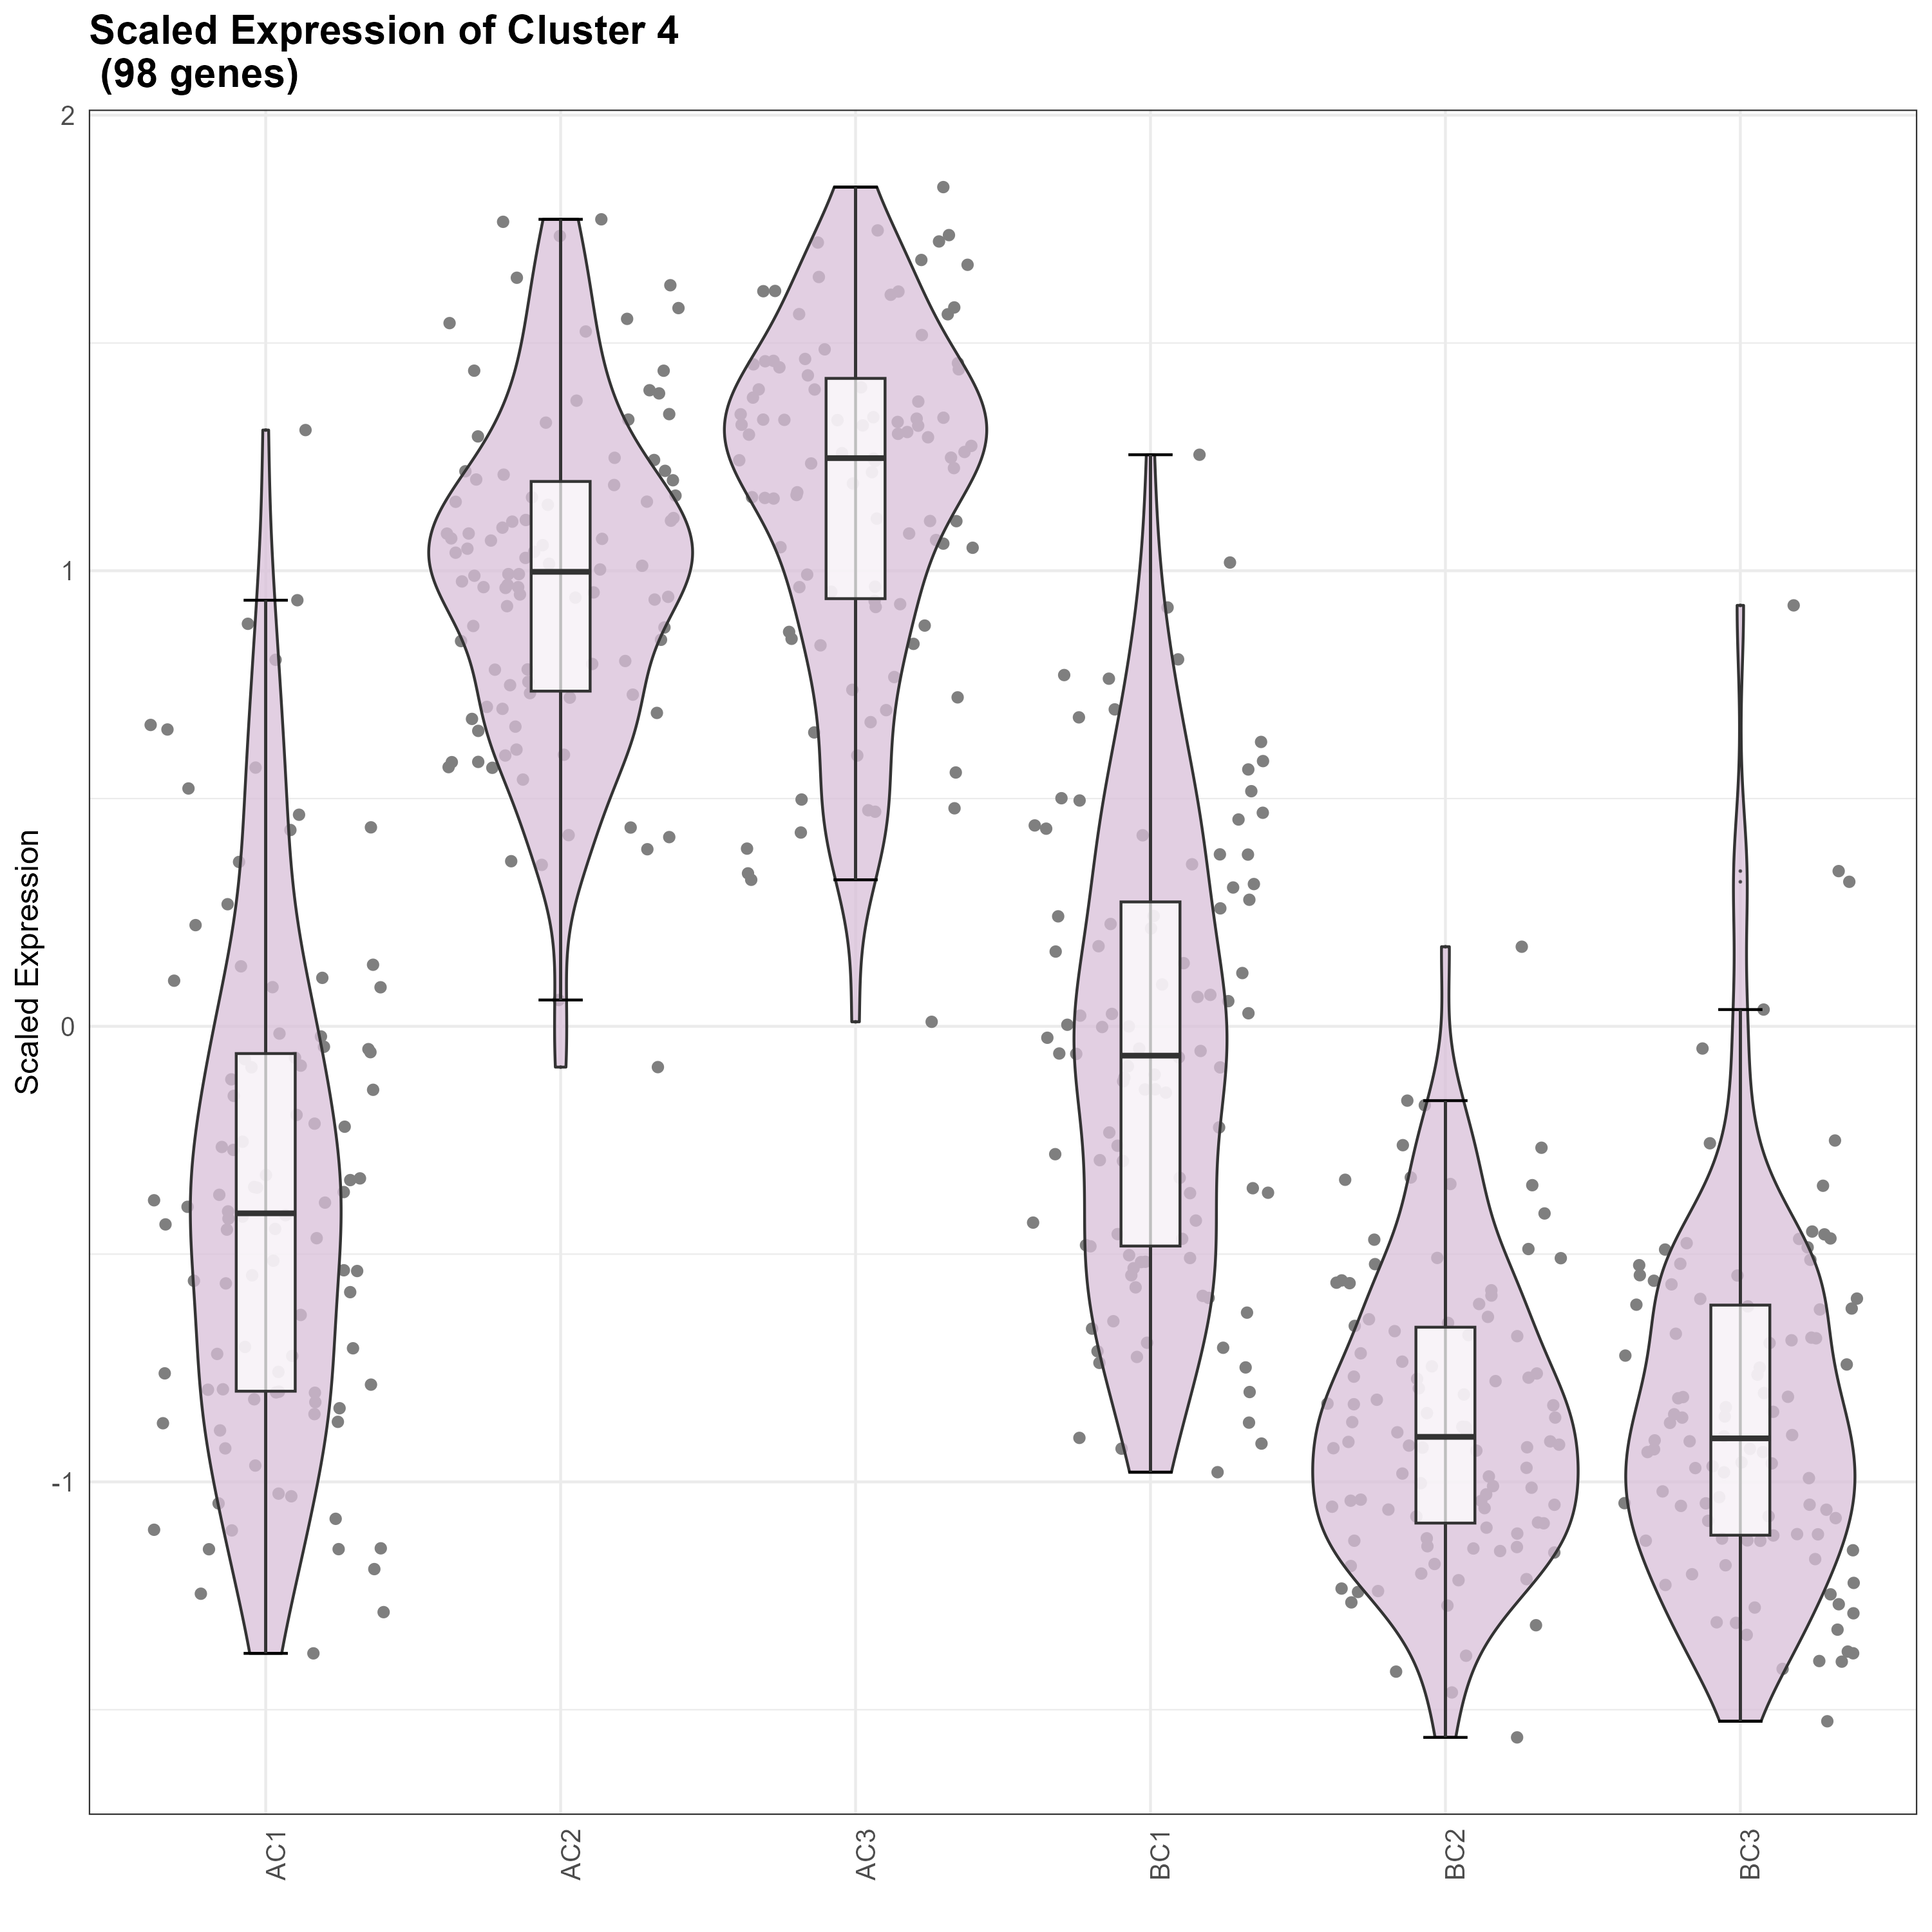 Scaled Expression of Cluster 4
(98 genes)
2
1
0
-1
Scaled Expression
AC1
AC2
AC3
BC1
BC2
BC3